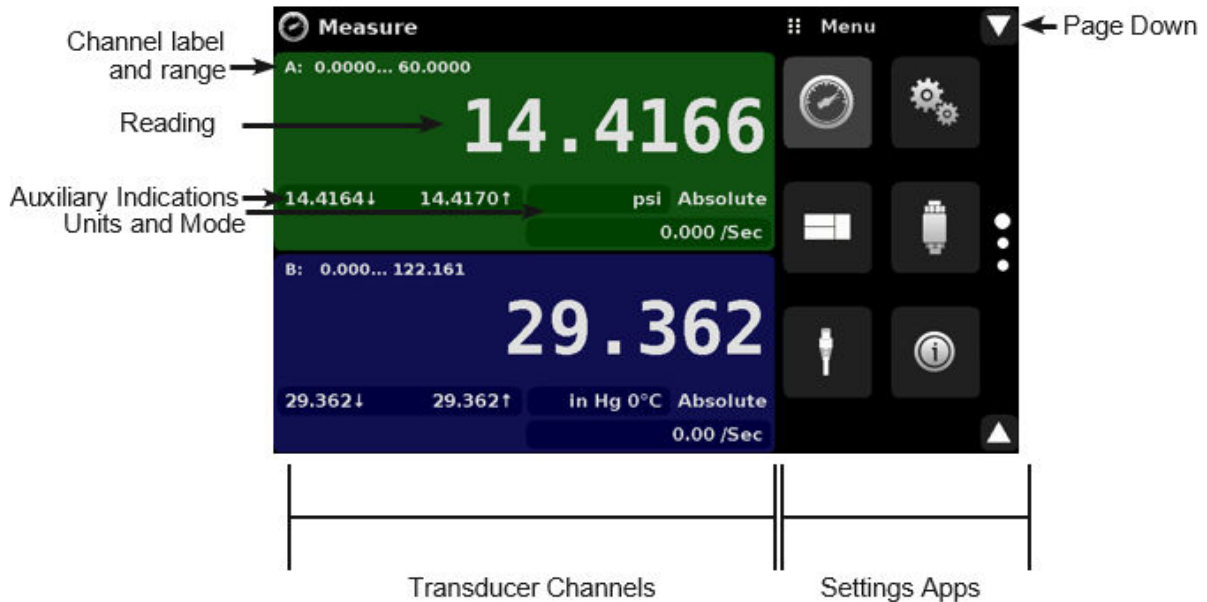 Measure
Menu
Page Down
Channel label
and range
A: 0.0000... 60.0000
Reading
14.4166
Auxiliary Indications
Units and Mode
14.4164↓ 14.4170↑ psi Absolute
0.000 /Sec
B: 0.000... 122.161
29.362
29.362↓ 29.362↑ in Hg 0°C Absolute
0.00 /Sec
Transducer Channels
Settings Apps